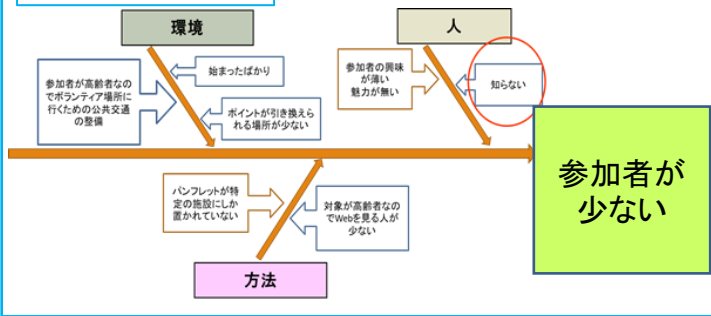 環境
人
始まったばかり
参加者が高齢者なの
でボランティア場所に
行くための公共交通
の整備
ポイントが引き換えら
れる場所が少ない
参加者の興味
が薄い
魅力が無い
知らない
参加者が
少ない
パンフレットが特
定の施設にしか
置かれていない
対象が高齢者なの
でWebを見る人が
少ない
方法